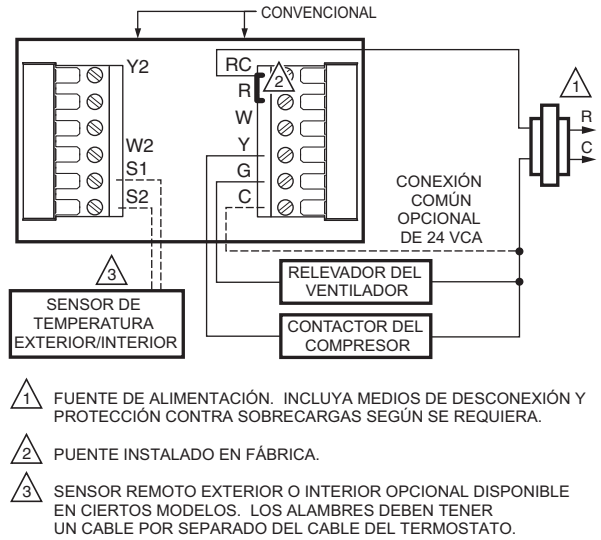 CONVENCIONAL
Y2
W2
S1
S2
RC
R
W
Y
G
C
2
1
R
C
CONEXIÓN
COMÚN
OPCIONAL
DE 24 VCA
3
SENSOR DE
TEMPERATURA
EXTERIOR/INTERIOR
RELEVADOR DEL
VENTILADOR
CONTACTOR DEL
COMPRESOR
1 FUENTE DE ALIMENTACIÓN. INCLUYA MEDIOS DE DESCONEXIÓN Y
PROTECCIÓN CONTRA SOBRECARGAS SEGÚN SE REQUIERA.
2 PUENTE INSTALADO EN FÁBRICA.
3 SENSOR REMOTO EXTERIOR O INTERIOR OPCIONAL DISPONIBLE
EN CIERTOS MODELOS. LOS ALAMBRES DEBEN TENER
UN CABLE POR SEPARADO DEL CABLE DEL TERMOSTATO.